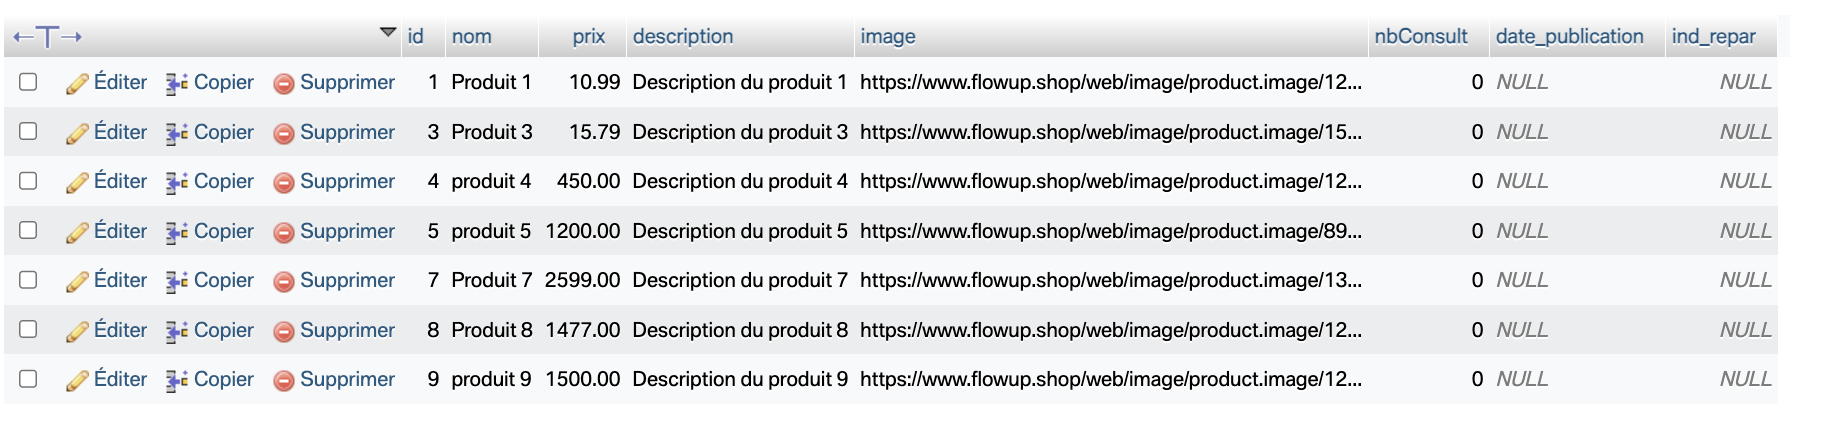 id nom prix description image nbConsult date_publication ind_repar
Éditer Copier Supprimer 1 Produit 1 10.99 Description du produit 1 https://www.flowup.shop/web/image/product.image/12... 0 NULL NULL
Éditer Copier Supprimer 3 Produit 3 15.79 Description du produit 3 https://www.flowup.shop/web/image/product.image/15... 0 NULL NULL
Éditer Copier Supprimer 4 produit 4 450.00 Description du produit 4 https://www.flowup.shop/web/image/product.image/12... 0 NULL NULL
Éditer Copier Supprimer 5 produit 5 1200.00 Description du produit 5 https://www.flowup.shop/web/image/product.image/89... 0 NULL NULL
Éditer Copier Supprimer 7 Produit 7 2599.00 Description du produit 7 https://www.flowup.shop/web/image/product.image/13... 0 NULL NULL
Éditer Copier Supprimer 8 Produit 8 1477.00 Description du produit 8 https://www.flowup.shop/web/image/product.image/12... 0 NULL NULL
Éditer Copier Supprimer 9 produit 9 1500.00 Description du produit 9 https://www.flowup.shop/web/image/product.image/12... 0 NULL NULL